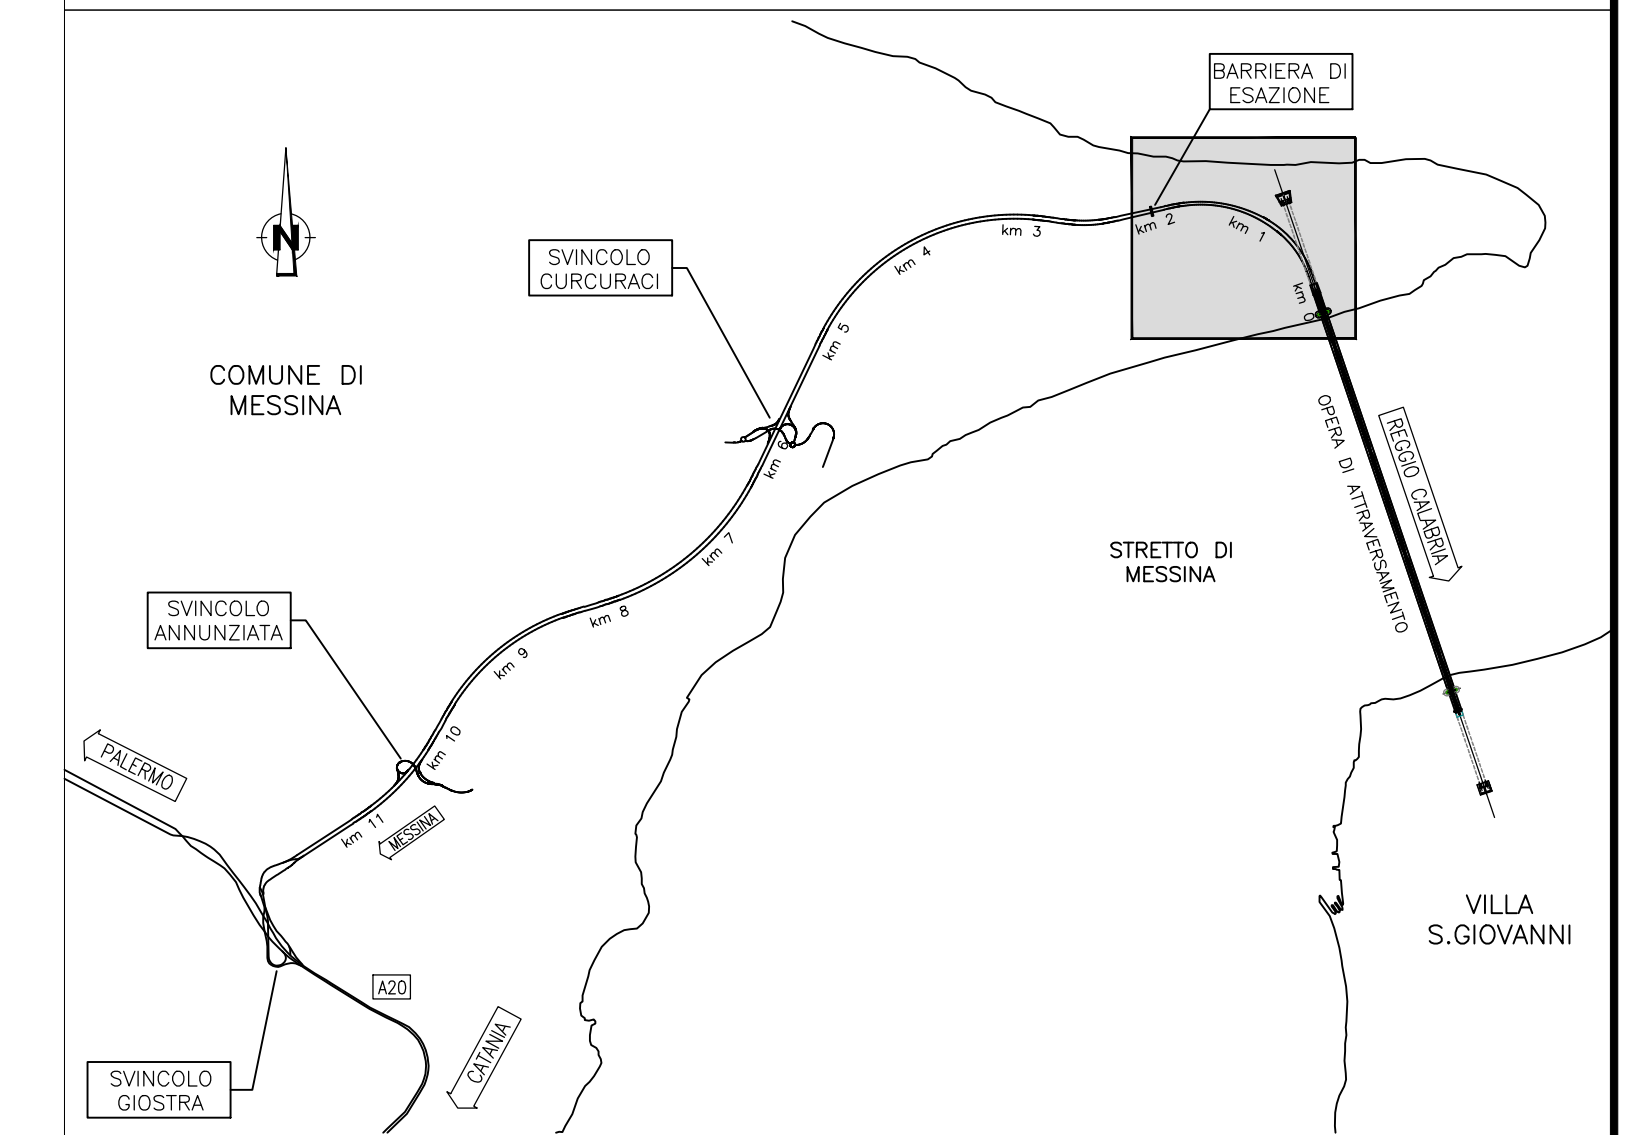 BARRIERA DI
ESAZIONE
N
SVINCOLO
CURCURACI
km 0
km 1
km 2
km 3
km 4
km 5
km 6
km 7
km 8
km 9
km 10
km 11
COMUNE DI
MESSINA
OPERA DI ATTRAVERSAMENTO
REGGIO CALABRIA
STRETTO DI
MESSINA
SVINCOLO
ANNUNZIATA
PALERMO
MESSINA
VILLA
S.GIOVANNI
A20
CATANIA
SVINCOLO
GIOSTRA